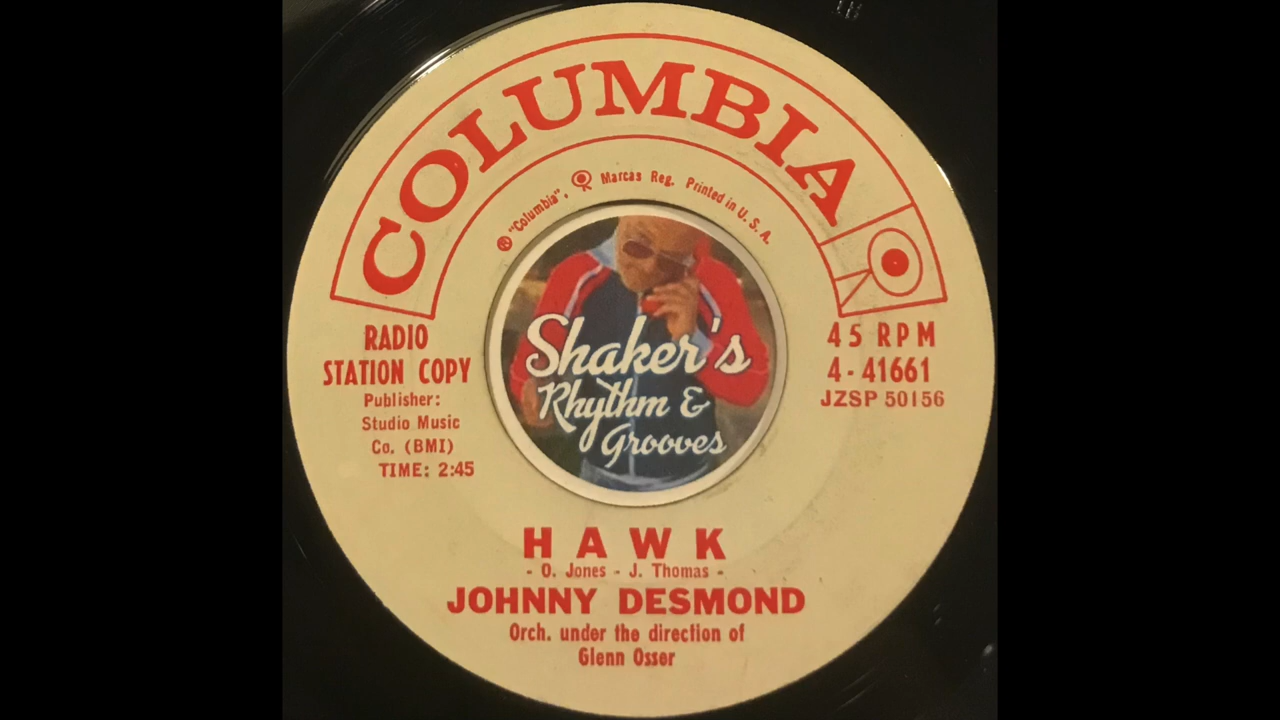 COLUMBIA
® "Columbia", Marcas Reg. Printed in U. S. A.
RADIO
STATION COPY
Publisher:
Studio Music
Co. (BMI)
TIME: 2:45
Shaker's
Rhythm &
Grooves
45 RPM
4-41661
JZSP 50156
HAWK
- O. Jones - J. Thomas -
JOHNNY DESMOND
Orch. under the direction of
Glenn Osser